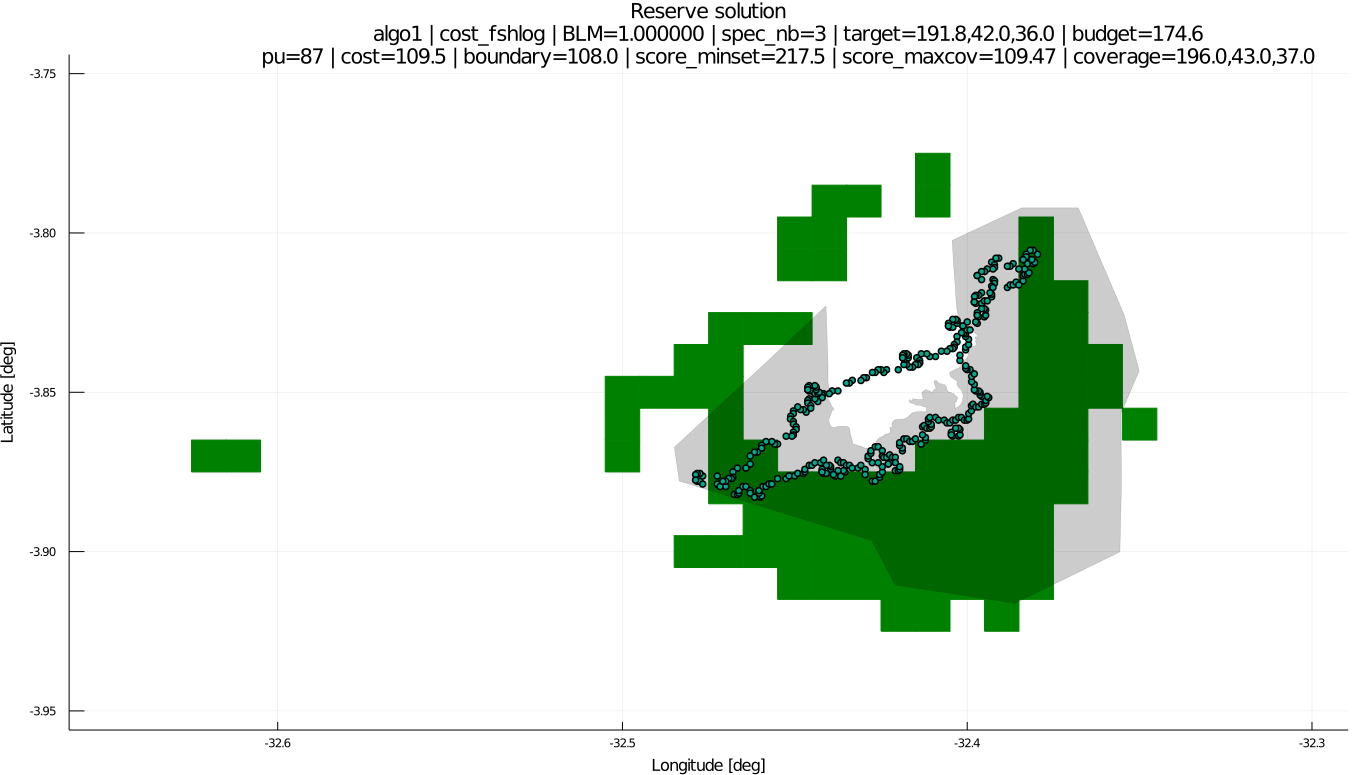 Reserve solution
algo1 | cost_fshlog | BLM=1.000000 | spec_nb=3 | target=191.8,42.0,36.0 | budget=174.6
pu=87 | cost=109.5 | boundary=108.0 | score_minset=217.5 | score_maxcov=109.47 | coverage=196.0,43.0,37.0
-3.75
-3.80
-3.85
-3.90
-3.95
Latitude [deg]
-32.6
-32.5
-32.4
-32.3
Longitude [deg]